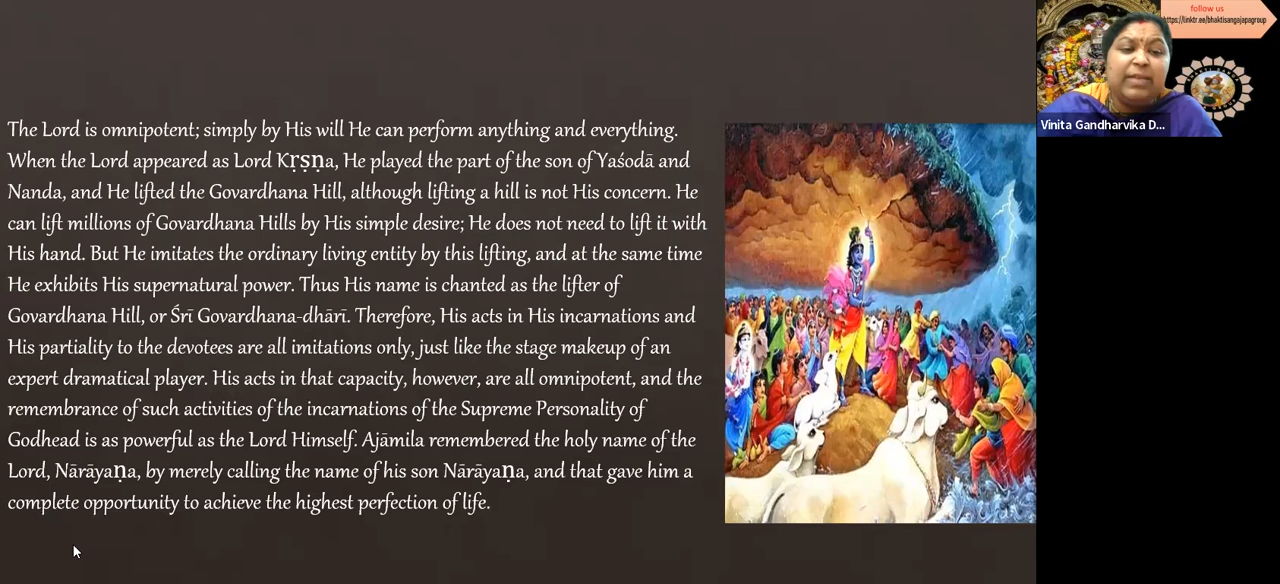 The Lord is omnipotent; simply by His will He can perform anything and everything.
When the Lord appeared as Lord Kṛṣṇa, He played the part of the son of Yaśodā and
Nanda, and He lifted the Govardhana Hill, although lifting a hill is not His concern. He
can lift millions of Govardhana Hills by His simple desire; He does not need to lift it with
His hand. But He imitates the ordinary living entity by this lifting, and at the same time
He exhibits His supernatural power. Thus His name is chanted as the lifter of
Govardhana Hill, or Śrī Govardhana-dhārī. Therefore, His acts in His incarnations and
His partiality to the devotees are all imitations only, just like the stage makeup of an
expert dramatical player. His acts in that capacity, however, are all omnipotent, and the
remembrance of such activities of the incarnations of the Supreme Personality of
Godhead is as powerful as the Lord Himself. Ajāmila remembered the holy name of the
Lord, Nārāyaṇa, by merely calling the name of his son Nārāyaṇa, and that gave him a
complete opportunity to achieve the highest perfection of life.
follow us
https://linktr.ee/bhaktisangajapagroup
Vinita Gandharvika D...